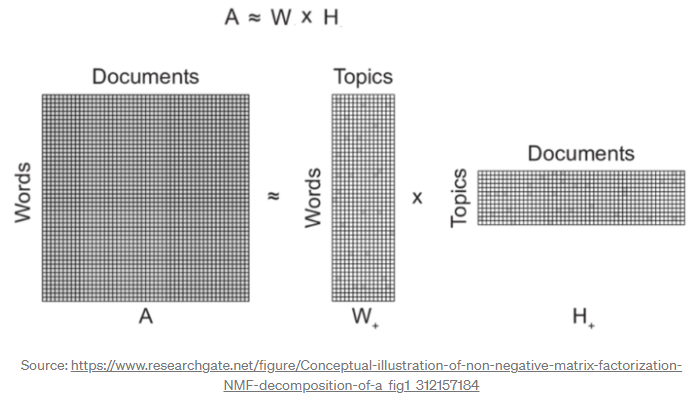 A ≈ W x H
Documents
Topics
Words
≈
Words
x
Documents
Topics
A
W+
H+
Source: https://www.researchgate.net/figure/Conceptual-illustration-of-non-negative-matrix-factorization-
NMF-decomposition-of-a_fig1_312157184